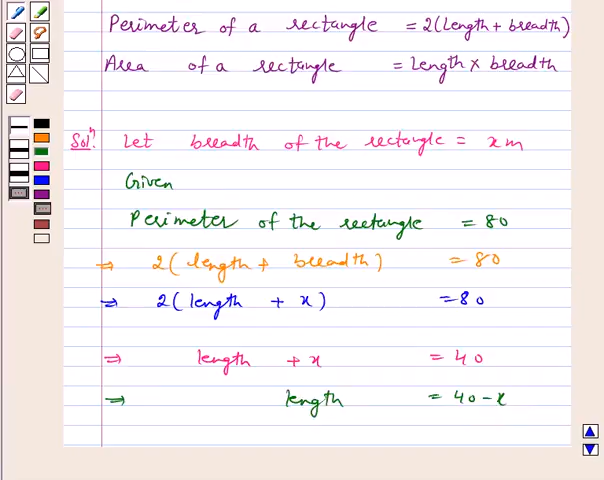 Perimeter of a rectangle = 2(Length + breadth)
Area of a rectangle = Length × breadth
Solⁿ. Let breadth of the rectangle = x m
Given
Perimeter of the rectangle = 80
⇒ 2( length + breadth ) = 80
⇒ 2( length + x ) = 80
⇒ length + x = 40
⇒ length = 40 - x